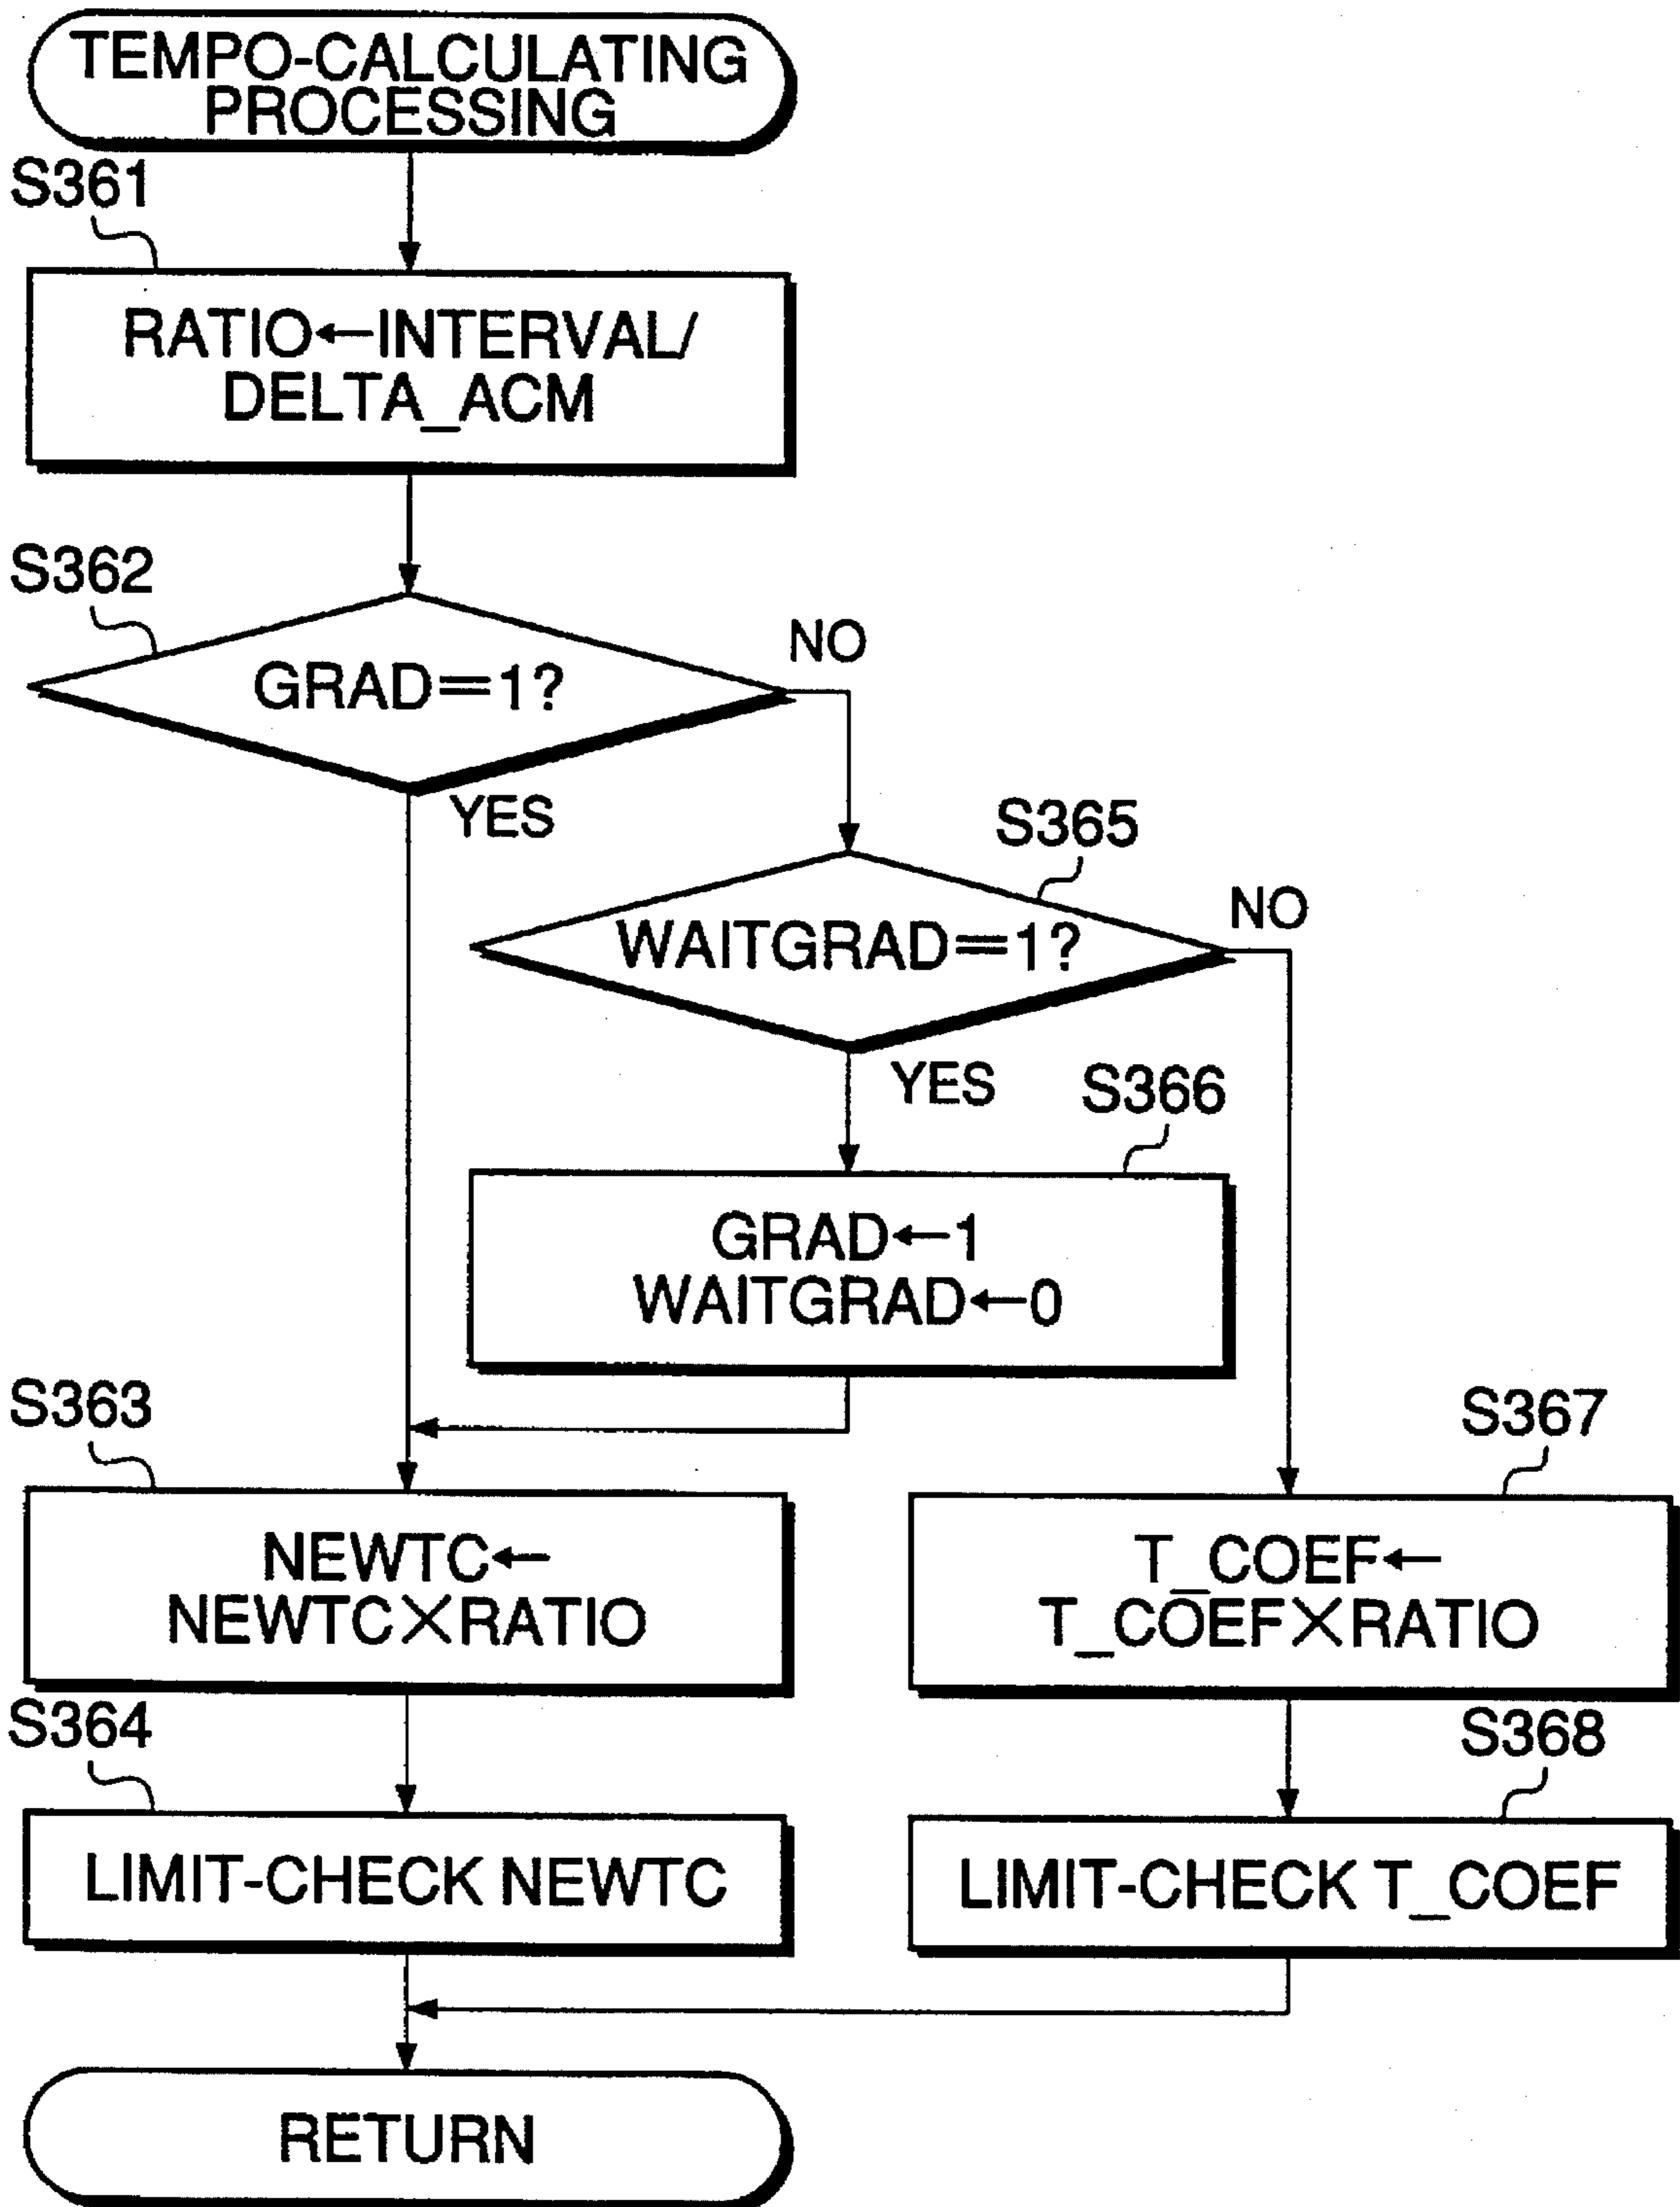 TEMPO-CALCULATING
PROCESSING
S361
RATIO←INTERVAL/
DELTA_ACM
S362
GRAD=1?
NO
YES
S365
WAITGRAD=1?
NO
YES
S366
GRAD←1
WAITGRAD←0
S363
NEWTC←
NEWTC×RATIO
S367
T_COEF←
T_COEF×RATIO
S364
LIMIT-CHECK NEWTC
S368
LIMIT-CHECK T_COEF
RETURN